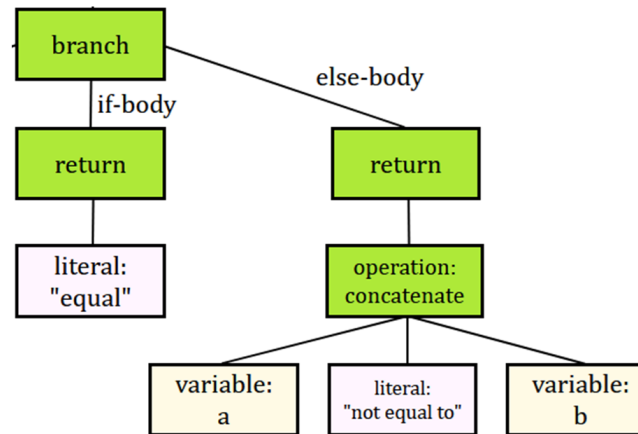 branch
if-body
else-body
return
return
literal:
"equal"
operation:
concatenate
variable:
a
literal:
"not equal to"
variable:
b